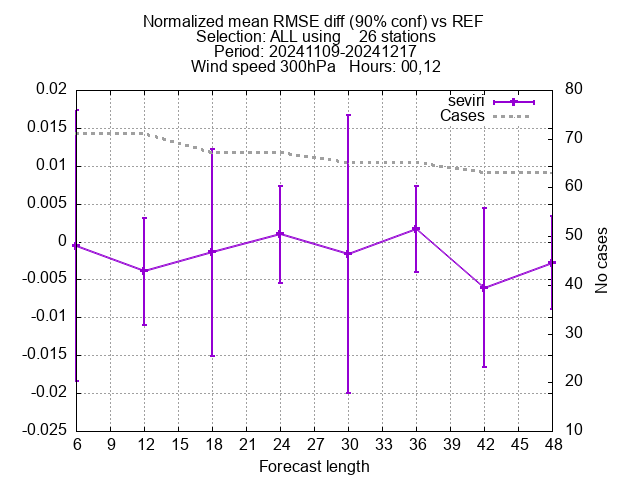 Normalized mean RMSE diff (90% conf) vs REF
Selection: ALL using 26 stations
Period: 20241109-20241217
Wind speed 300hPa Hours: 00,12
seviri
Cases
0.02
0.015
0.01
0.005
0
-0.005
-0.01
-0.015
-0.02
-0.025
80
70
60
50
40
30
20
10
No cases
6 9 12 15 18 21 24 27 30 33 36 39 42 45 48
Forecast length